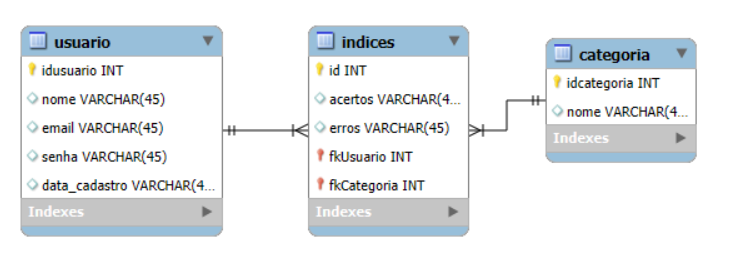 usuario
idusuario INT
nome VARCHAR(45)
email VARCHAR(45)
senha VARCHAR(45)
data_cadastro VARCHAR(4...
Indexes
indices
id INT
acertos VARCHAR(4...
erros VARCHAR(45)
fkUsuario INT
fkCategoria INT
Indexes
categoria
idcategoria INT
nome VARCHAR(4...
Indexes